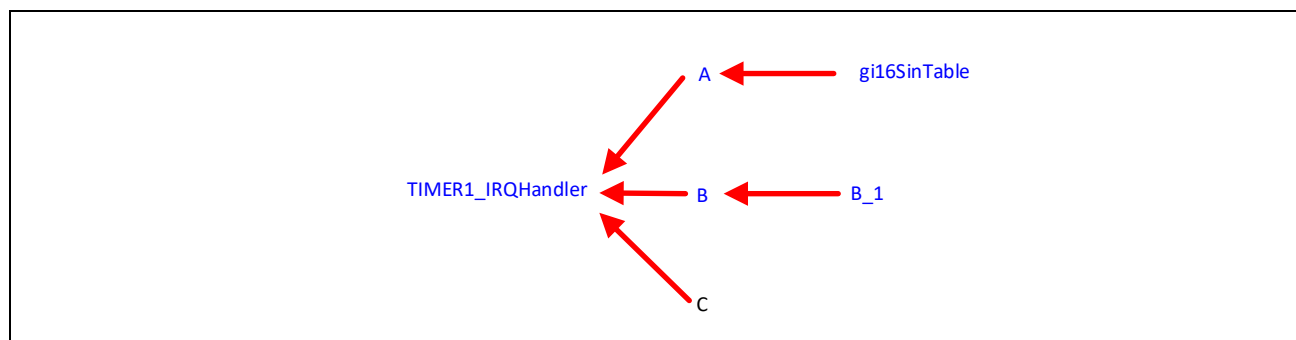 A
gi16SinTable
TIMER1_IRQHandler
B
B_1
C